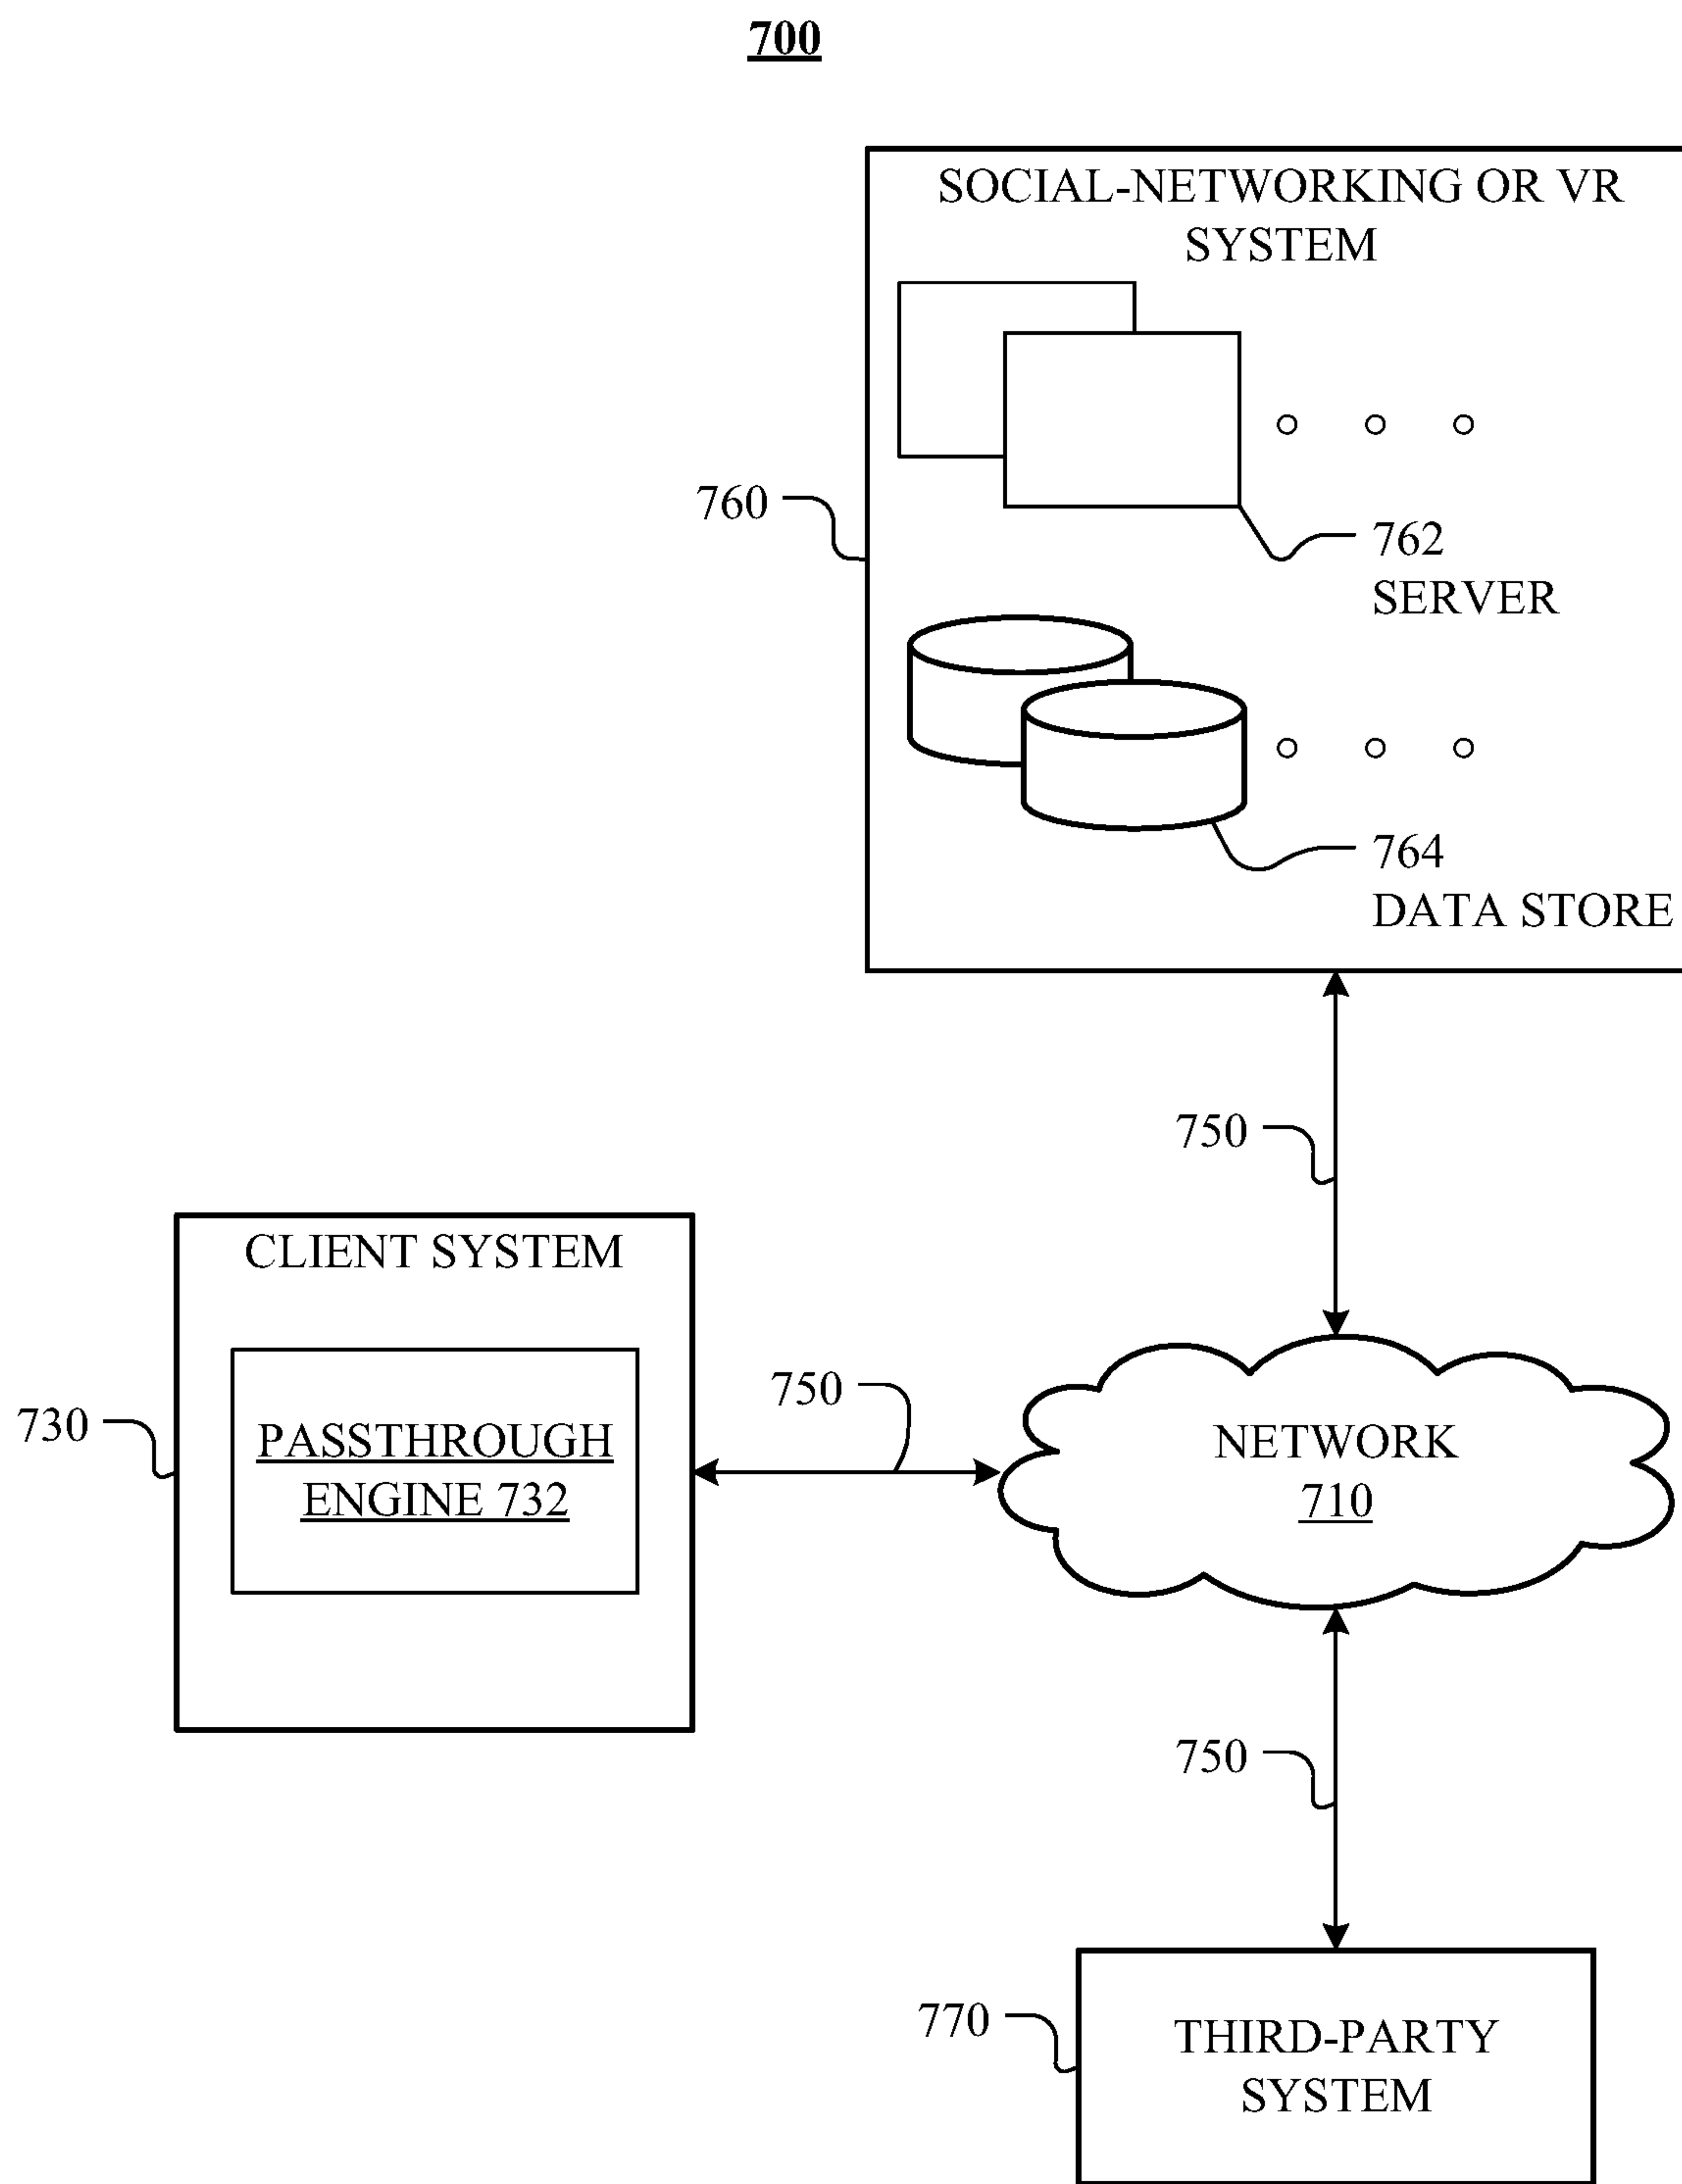 700
SOCIAL-NETWORKING OR VR
SYSTEM
760
762
SERVER
764
DATA STORE
750
CLIENT SYSTEM
730
PASSTHROUGH
ENGINE 732
750
NETWORK
710
750
770
THIRD-PARTY
SYSTEM